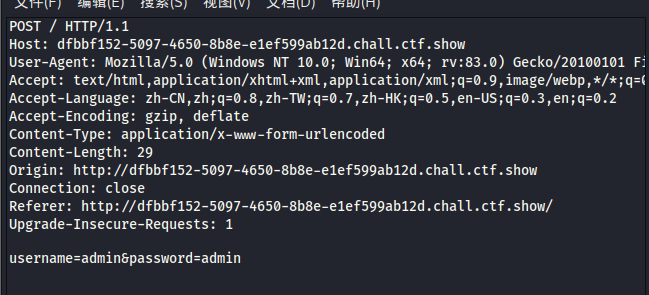 文件(F) 编辑(E) 搜索(S) 视图(V) 文档(D) 帮助(H)
POST / HTTP/1.1
Host: dfbbf152-5097-4650-8b8e-e1ef599ab12d.chall.ctf.show
User-Agent: Mozilla/5.0 (Windows NT 10.0; Win64; x64; rv:83.0) Gecko/20100101 Fi
Accept: text/html,application/xhtml+xml,application/xml;q=0.9,image/webp,*/*;q=0
Accept-Language: zh-CN,zh;q=0.8,zh-TW;q=0.7,zh-HK;q=0.5,en-US;q=0.3,en;q=0.2
Accept-Encoding: gzip, deflate
Content-Type: application/x-www-form-urlencoded
Content-Length: 29
Origin: http://dfbbf152-5097-4650-8b8e-e1ef599ab12d.chall.ctf.show
Connection: close
Referer: http://dfbbf152-5097-4650-8b8e-e1ef599ab12d.chall.ctf.show/
Upgrade-Insecure-Requests: 1
username=admin&password=admin